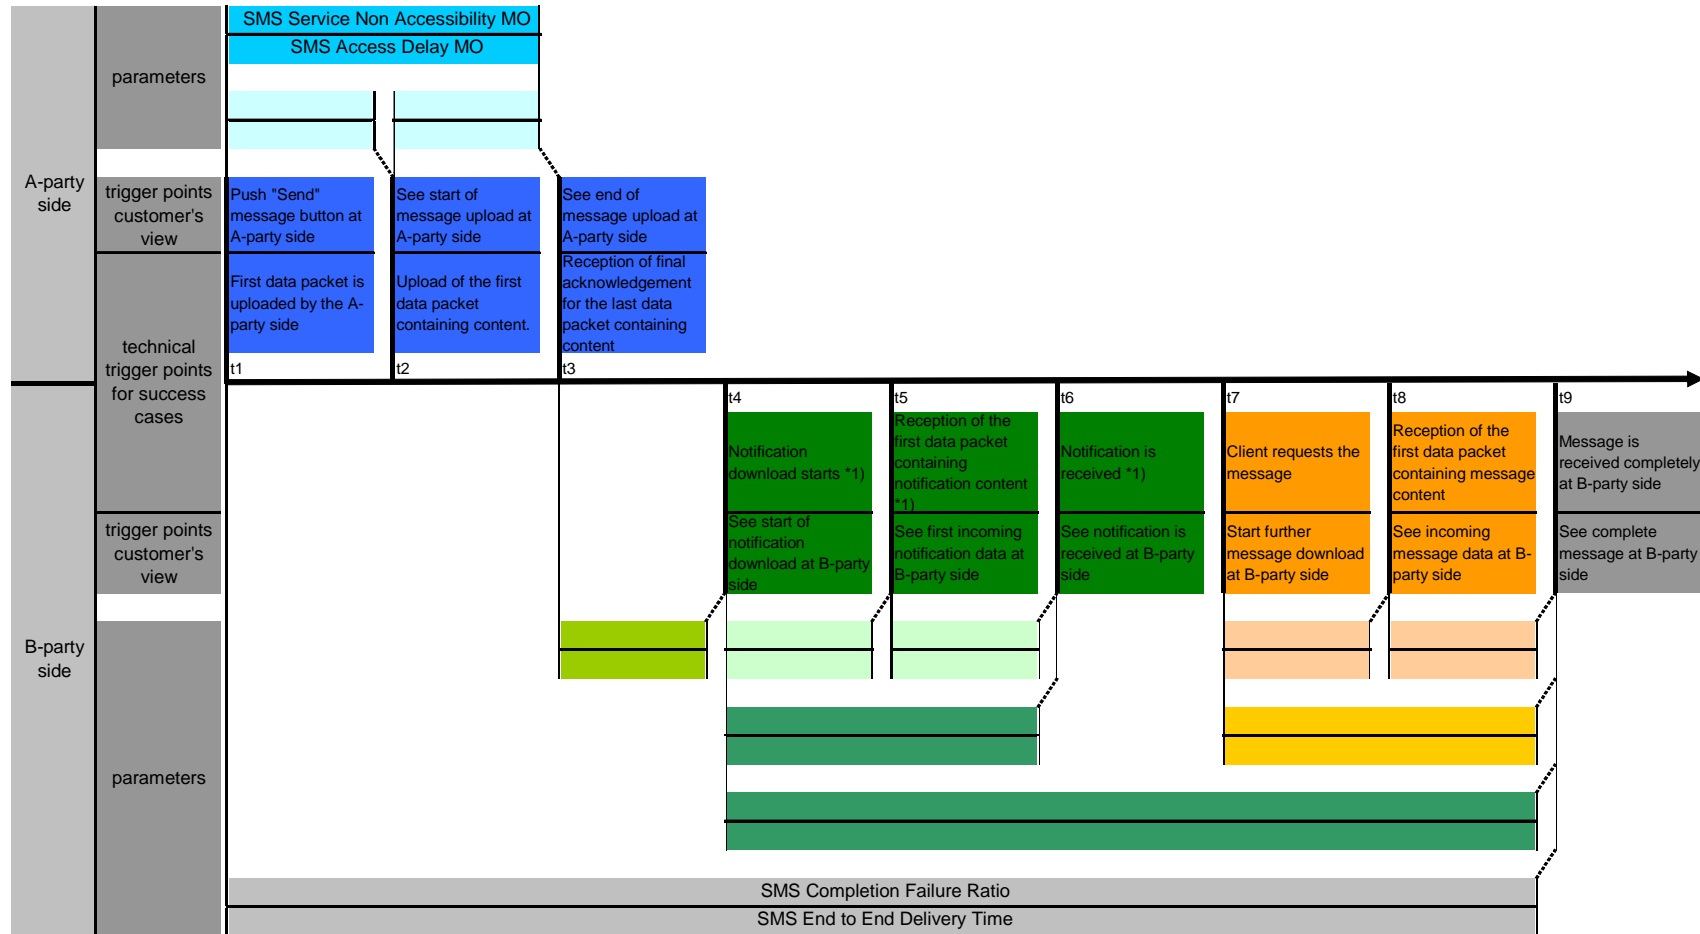 SMS Service Non Accessibility MO
SMS Access Delay MO
parameters
A-party
side
trigger points
customer's
view
Push "Send"
message button at
A-party side
See start of
message upload at
A-party side
See end of
message upload at
A-party side
technical
trigger points
for success
cases
First data packet is
uploaded by the A-
party side
Upload of the first
data packet
containing content.
Reception of final
acknowledgement
for the last data
packet containing
content
t1
t2
t3
t4
t5
t6
t7
t8
t9
Notification
download starts *1)
Reception of the
first data packet
containing
notification content
*1)
Notification is
received *1)
Client requests the
message
Reception of the
first data packet
containing message
content
Message is
received completely
at B-party side
B-party
side
trigger points
customer's
view
See start of
notification
download at B-party
side
See first incoming
notification data at
B-party side
See notification is
received at B-party
side
Start further
message download
at B-party side
See incoming
message data at B-
party side
See complete
message at B-party
side
parameters
SMS Completion Failure Ratio
SMS End to End Delivery Time